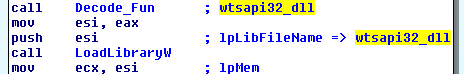 call Decode_Fun ; wtsapi32_dll
mov esi, eax
push esi ; lpLibFileName => wtsapi32_dll
call LoadLibraryW
mov ecx, esi ; lpMem